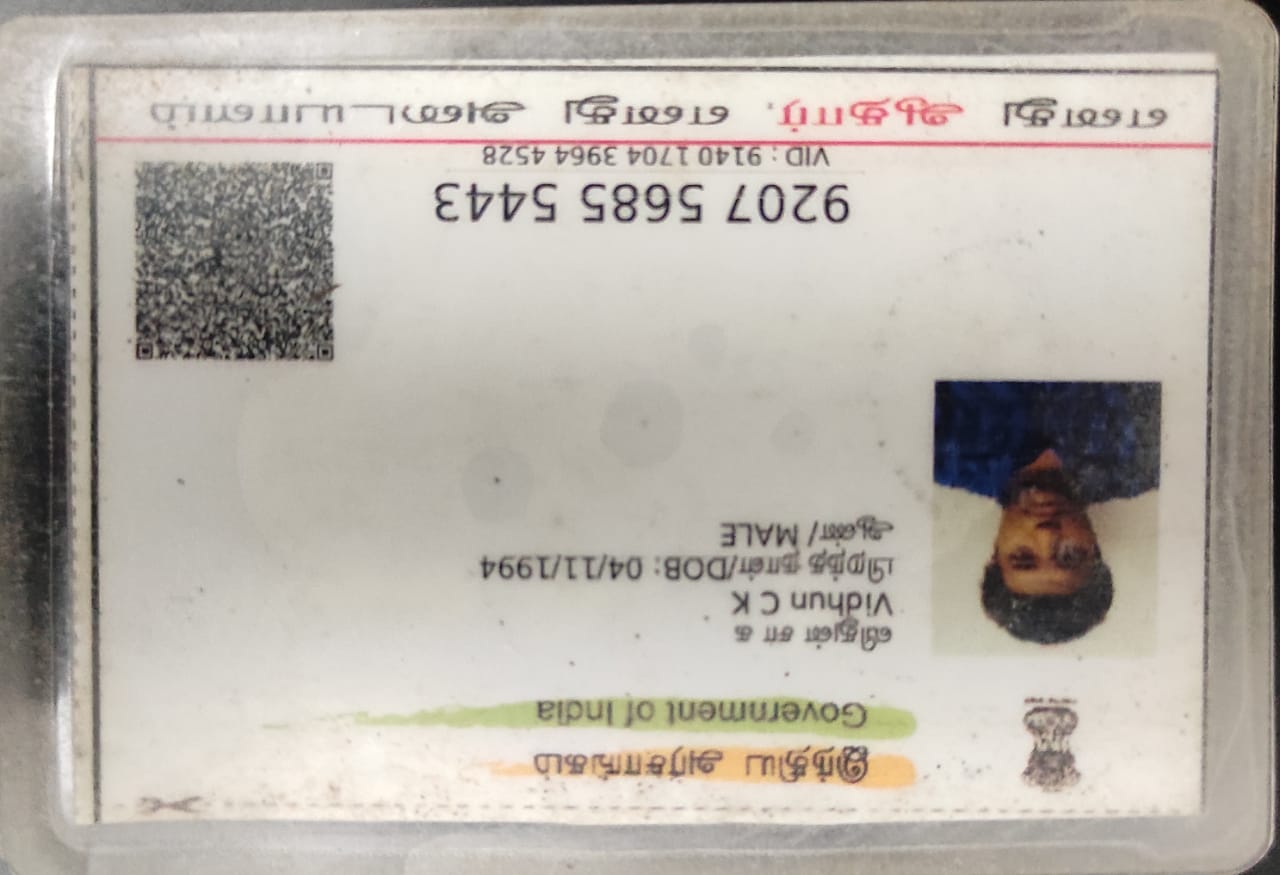 இந்திய அரசாங்கம்
Government of India
விதுன் சா க
Vidhun C K
பிறந்த நாள்/DOB: 04/11/1994
ஆண்/ MALE
9207 5685 5443
VID : 9140 1704 3964 4528
எனது ஆதார், எனது அடையாளம்